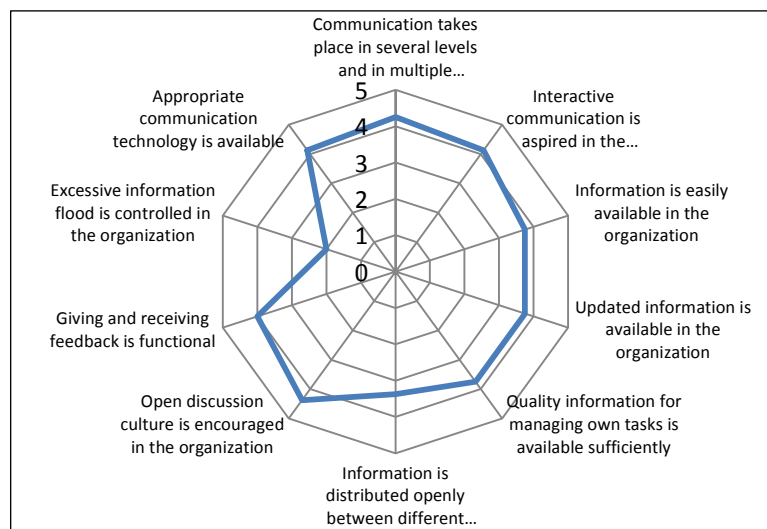 Communication takes
place in several levels
and in multiple…
Interactive
communication is
aspired in the…
Information is easily
available in the
organization
Updated information is
available in the
organization
Quality information for
managing own tasks is
available sufficiently
Information is
distributed openly
between different…
Open discussion
culture is encouraged
in the organization
Giving and receiving
feedback is functional
Excessive information
flood is controlled in
the organization
Appropriate
communication
technology is available
5
4
3
2
1
0